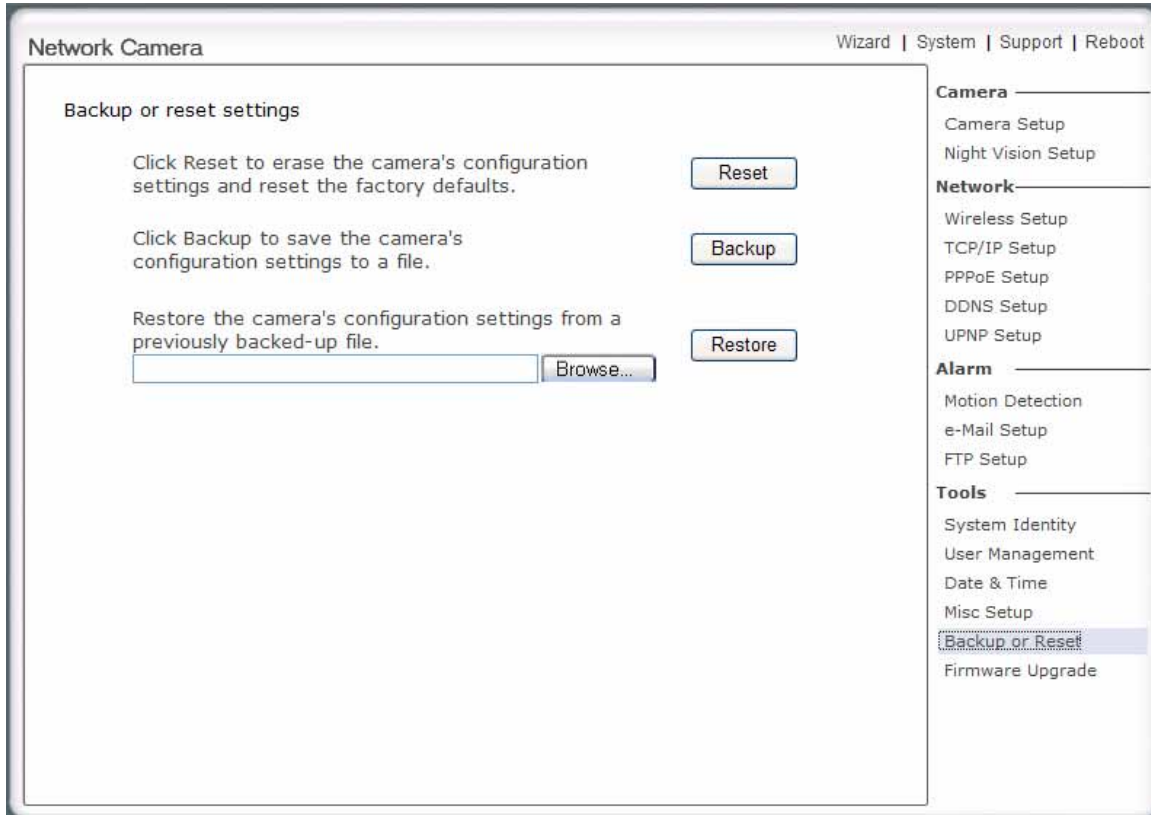 Network Camera
Wizard | System | Support | Reboot
Backup or reset settings
Click Reset to erase the camera's configuration
settings and reset the factory defaults.
Reset
Click Backup to save the camera's
configuration settings to a file.
Backup
Restore the camera's configuration settings from a
previously backed-up file.
Browse...
Restore
Camera
Camera Setup
Night Vision Setup
Network
Wireless Setup
TCP/IP Setup
PPPoE Setup
DDNS Setup
UPNP Setup
Alarm
Motion Detection
e-Mail Setup
FTP Setup
Tools
System Identity
User Management
Date & Time
Misc Setup
Backup or Reset
Firmware Upgrade